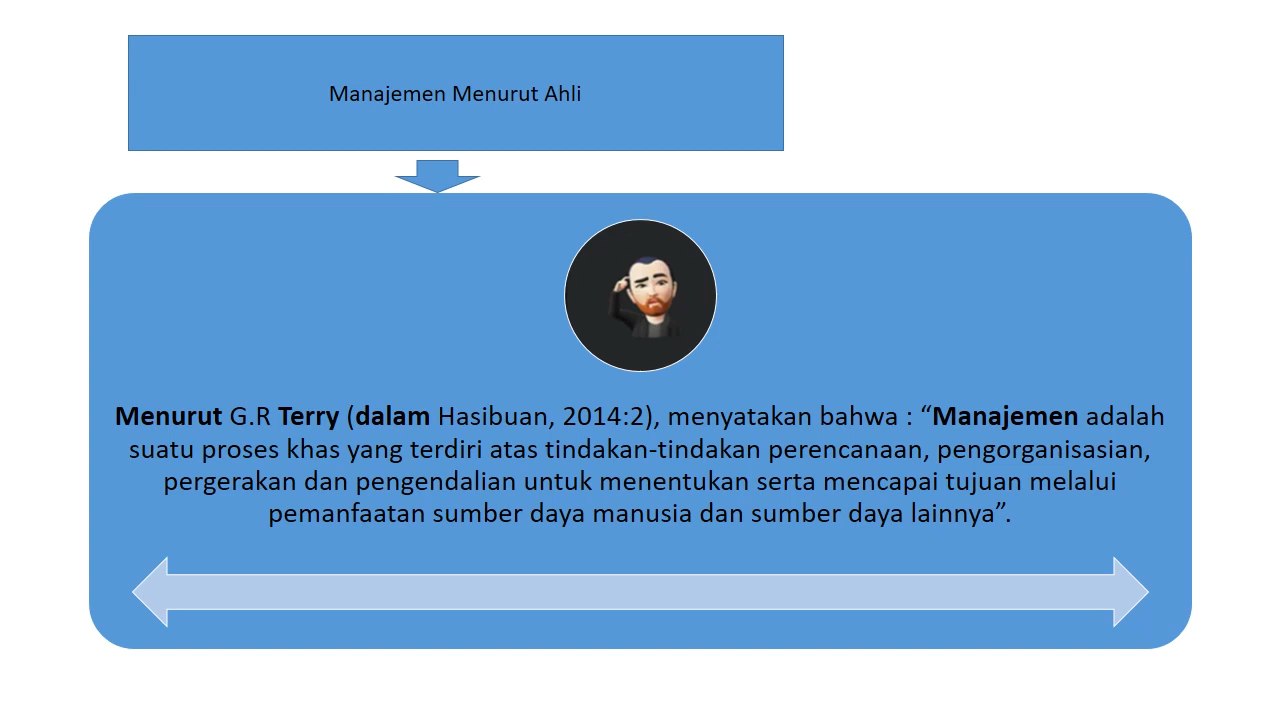 Manajemen Menurut Ahli
Menurut G.R Terry (dalam Hasibuan, 2014:2), menyatakan bahwa : “Manajemen adalah
suatu proses khas yang terdiri atas tindakan-tindakan perencanaan, pengorganisasian,
pergerakan dan pengendalian untuk menentukan serta mencapai tujuan melalui
pemanfaatan sumber daya manusia dan sumber daya lainnya”.